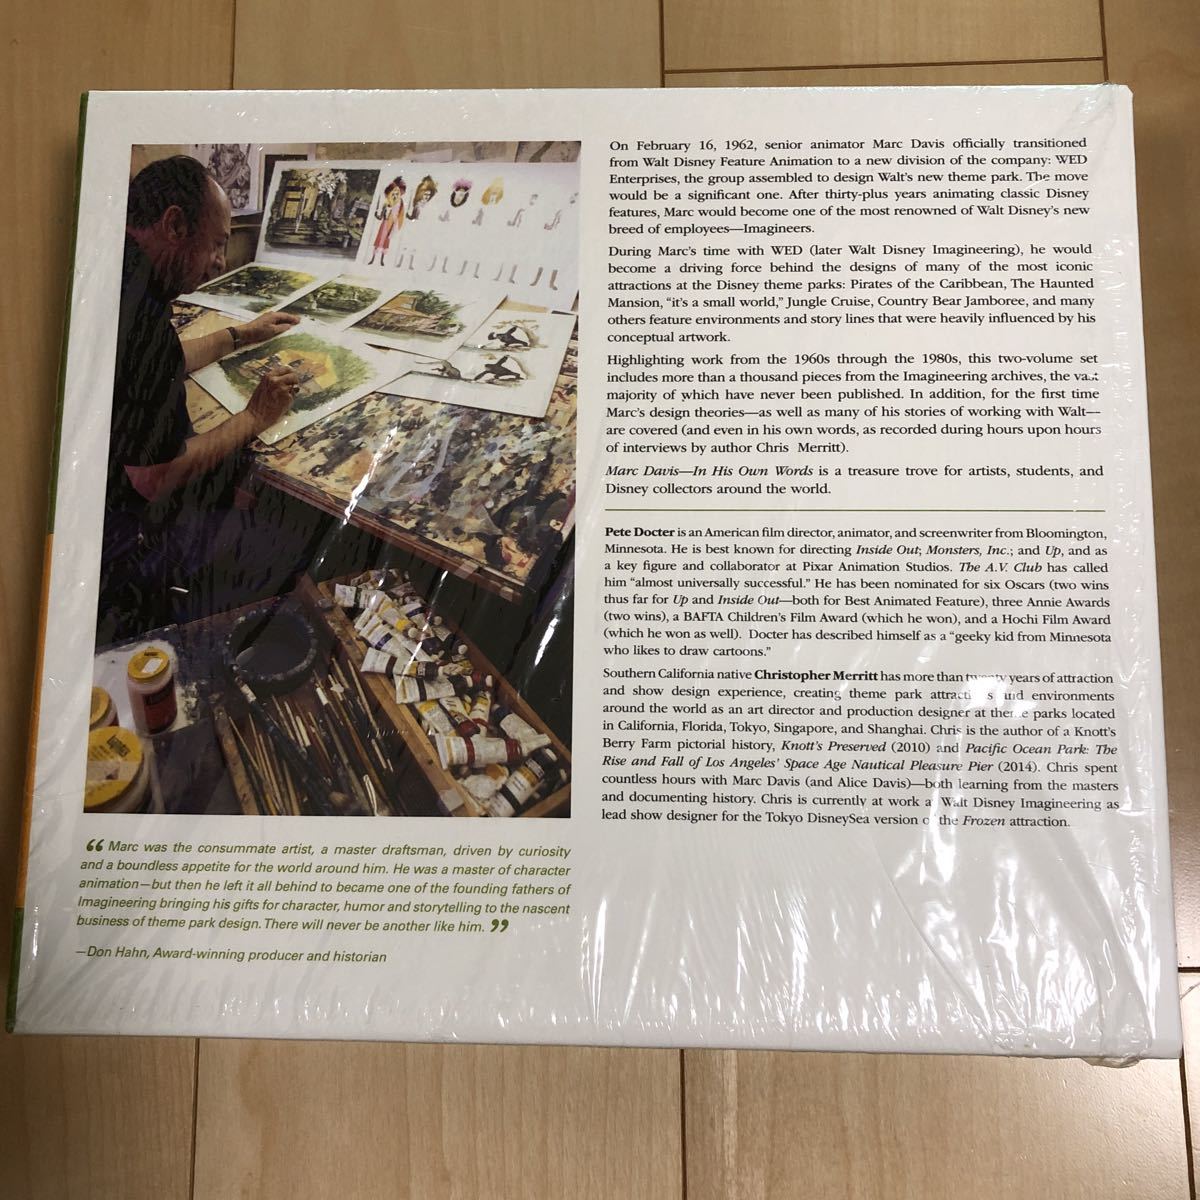 On February 16, 1962, senior animator Marc Davis officially transitioned
from Walt Disney Feature Animation to a new division of the company: WED
Enterprises, the group assembled to design Walt's new theme park. The move
would be a significant one. After thirty-plus years animating classic Disney
features, Marc would become one of the most renowned of Walt Disney's new
breed of employees—Imagineers.
During Marc's time with WED (later Walt Disney Imagineering), he would
become a driving force behind the designs of many of the most iconic
attractions at the Disney theme parks: Pirates of the Caribbean, The Haunted
Mansion, "it's a small world," Jungle Cruise, Country Bear Jamboree, and many
others feature environments and story lines that were heavily influenced by his
conceptual artwork.
Highlighting work from the 1960s through the 1980s, this two-volume set
includes more than a thousand pieces from the Imagineering archives, the vast
majority of which have never been published. In addition, for the first time
Marc's design theories—as well as many of his stories of working with Walt—
are covered (and even in his own words, as recorded during hours upon hours
of interviews by author Chris Merritt).
Marc Davis—In His Own Words is a treasure trove for artists, students, and
Disney collectors around the world.
Pete Docter is an American film director, animator, and screenwriter from Bloomington,
Minnesota. He is best known for directing Inside Out; Monsters, Inc.; and Up, and as
a key figure and collaborator at Pixar Animation Studios. The A.V. Club has called
him "almost universally successful." He has been nominated for six Oscars (two wins
thus far for Up and Inside Out—both for Best Animated Feature), three Annie Awards
(two wins), a BAFTA Children's Film Award (which he won), and a Hochi Film Award
(which he won as well). Docter has described himself as a "geeky kid from Minnesota
who likes to draw cartoons."
Southern California native Christopher Merritt has more than twenty years of attraction
and show design experience, creating theme park attractions and environments
around the world as an art director and production designer at theme parks located
in California, Florida, Tokyo, Singapore, and Shanghai. Chris is the author of a Knott's
Berry Farm pictorial history, Knott's Preserved (2010) and Pacific Ocean Park: The
Rise and Fall of Los Angeles' Space Age Nautical Pleasure Pier (2014). Chris spent
countless hours with Marc Davis (and Alice Davis)—both learning from the masters
and documenting history. Chris is currently at work at Walt Disney Imagineering as
lead show designer for the Tokyo DisneySea version of the Frozen attraction.
“ Marc was the consummate artist, a master draftsman, driven by curiosity
and a boundless appetite for the world around him. He was a master of character
animation—but then he left it all behind to became one of the founding fathers of
Imagineering bringing his gifts for character, humor and storytelling to the nascent
business of theme park design. There will never be another like him. ”
—Don Hahn, Award-winning producer and historian